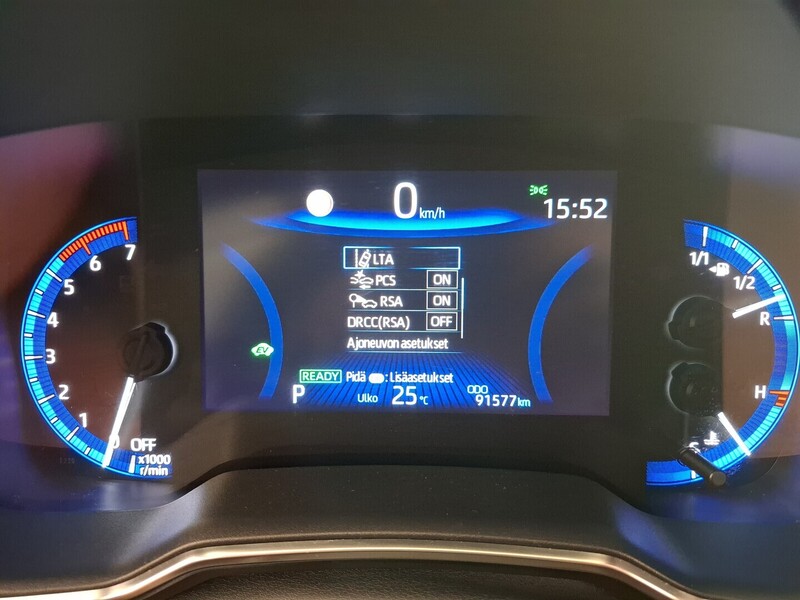 0 km/h
15:52
LTA
PCS ON
RSA ON
DRCC(RSA) OFF
Ajoneuvon asetukset
EV
READY Pidä : Lisäasetukset
P Ulko 25 °C ODO 91577 km
7
6
5
4
3
2
1
0 OFF
x1000
r/min
1/1
1/2
R
H